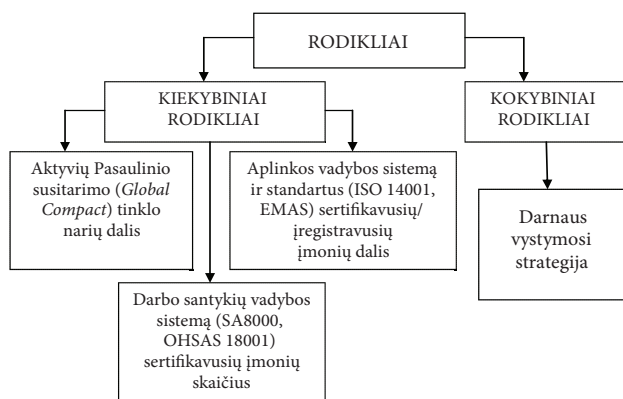 RODIKLIAI
KIEKYBINIAI
RODIKLIAI
KOKYBINIAI
RODIKLIAI
Aktyvių Pasaulinio
susitarimo (Global
Compact) tinklo
narių dalis
Aplinkos vadybos sistemą
ir standartus (ISO 14001,
EMAS) sertifikavusių/
įregistravusių
įmonių dalis
Darnaus
vystymosi
strategija
Darbo santykių vadybos
sistemą (SA8000,
OHSAS 18001)
sertifikavusių įmonių
skaičius